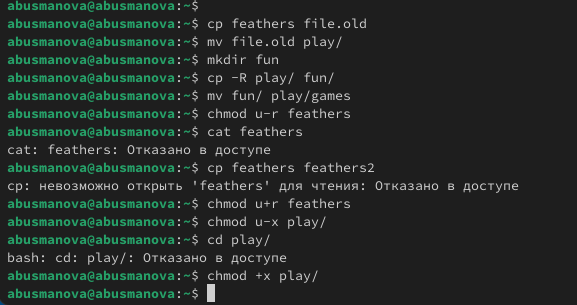 abusmanova@abusmanova:~$
abusmanova@abusmanova:~$ cp feathers file.old
abusmanova@abusmanova:~$ mv file.old play/
abusmanova@abusmanova:~$ mkdir fun
abusmanova@abusmanova:~$ cp -R play/ fun/
abusmanova@abusmanova:~$ mv fun/ play/games
abusmanova@abusmanova:~$ chmod u-r feathers
abusmanova@abusmanova:~$ cat feathers
cat: feathers: Отказано в доступе
abusmanova@abusmanova:~$ cp feathers feathers2
cp: невозможно открыть 'feathers' для чтения: Отказано в доступе
abusmanova@abusmanova:~$ chmod u+r feathers
abusmanova@abusmanova:~$ chmod u-x play/
abusmanova@abusmanova:~$ cd play/
bash: cd: play/: Отказано в доступе
abusmanova@abusmanova:~$ chmod +x play/
abusmanova@abusmanova:~$